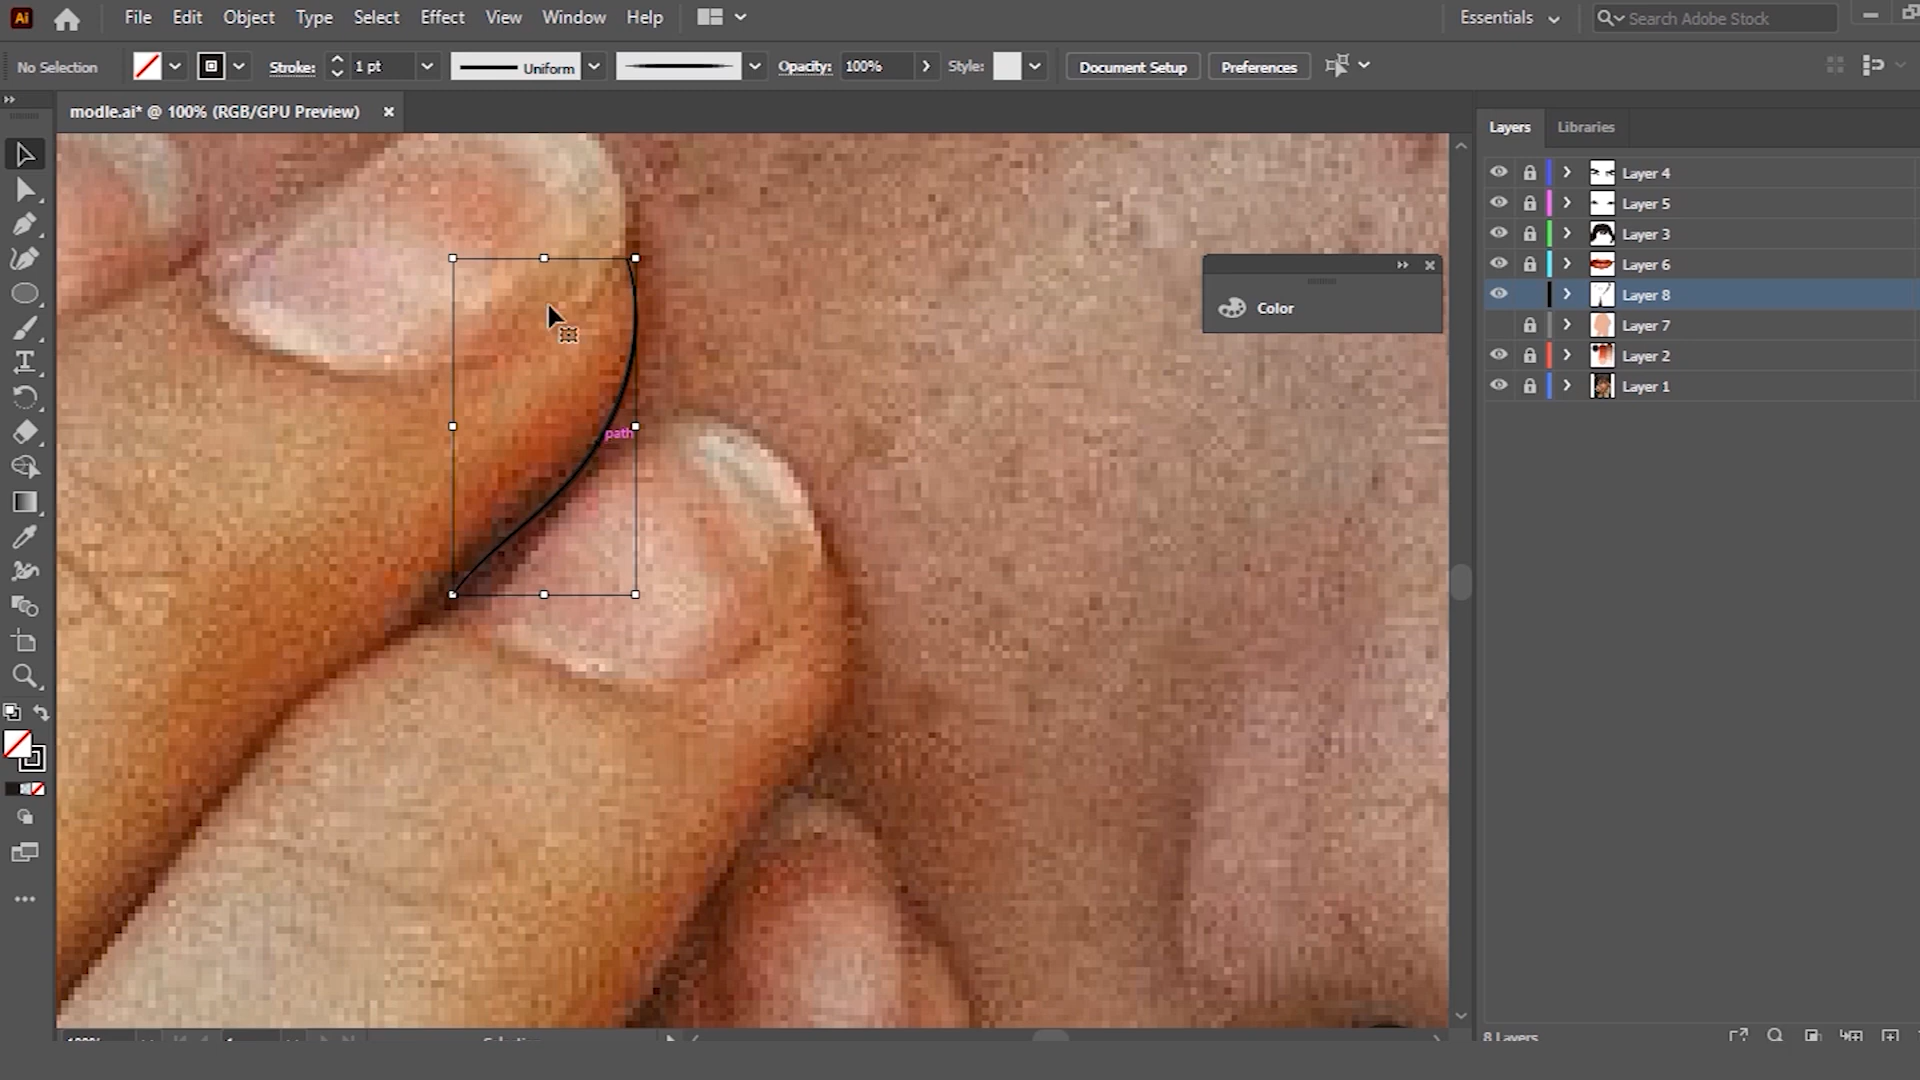 Ai File Edit Object Type Select Effect View Window Help Essentials Search Adobe Stock
No Selection Stroke: 1 pt Uniform Opacity: 100% Style: Document Setup Preferences
modle.ai* @ 100% (RGB/GPU Preview)
Layers Libraries
Layer 4
Layer 5
Layer 3
Layer 6
Layer 8
Layer 7
Layer 2
Layer 1
Color
path
8 Layers